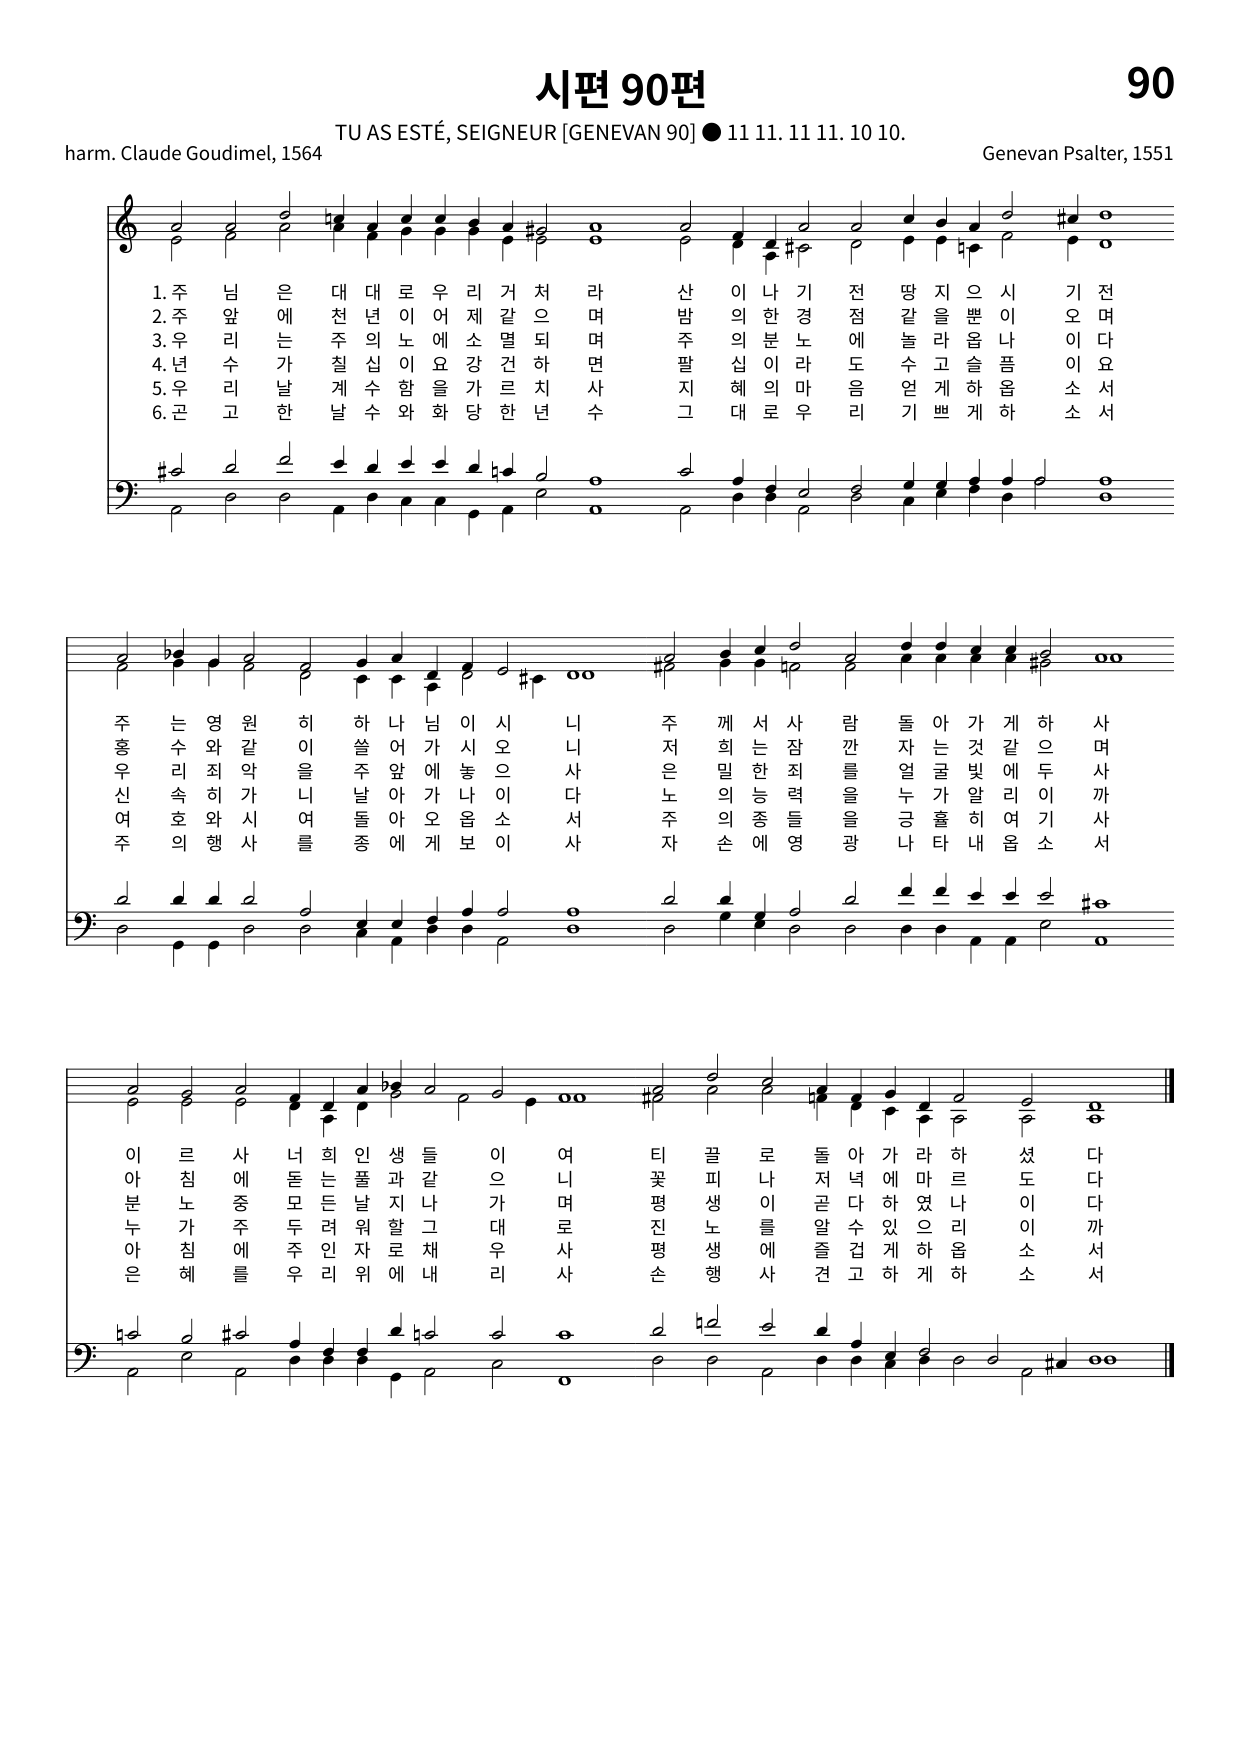 시편 90편
90
TU AS ESTÉ, SEIGNEUR [GENEVAN 90] ● 11 11. 11 11. 10 10.
harm. Claude Goudimel, 1564
Genevan Psalter, 1551
1. 주 님 은 대 대 로 우 리 거 처 라 산 이 나 기 전 땅 지 으 시 기 전
2. 주 앞 에 천 년 이 어 제 같 으 며 밤 의 한 경 점 같 을 뿐 이 오 며
3. 우 리 는 주 의 노 에 소 멸 되 며 주 의 분 노 에 놀 라 옵 나 이 다
4. 년 수 가 칠 십 이 요 강 건 하 면 팔 십 이 라 도 수 고 슬 픔 이 요
5. 우 리 날 계 수 함 을 가 르 치 사 지 혜 의 마 음 얻 게 하 옵 소 서
6. 곤 고 한 날 수 와 화 당 한 년 수 그 대 로 우 리 기 쁘 게 하 소 서
주 는 영 원 히 하 나 님 이 시 니 주 께 서 사 람 돌 아 가 게 하 사
홍 수 와 같 이 쓸 어 가 시 오 니 저 희 는 잠 깐 자 는 것 같 으 며
우 리 죄 악 을 주 앞 에 놓 으 사 은 밀 한 죄 를 얼 굴 빛 에 두 사
신 속 히 가 니 날 아 가 나 이 다 노 의 능 력 을 누 가 알 리 이 까
여 호 와 시 여 돌 아 오 옵 소 서 주 의 종 들 을 긍 휼 히 여 기 사
주 의 행 사 를 종 에 게 보 이 사 자 손 에 영 광 나 타 내 옵 소 서
이 르 사 너 희 인 생 들 이 여 티 끌 로 돌 아 가 라 하 셨 다
아 침 에 돋 는 풀 과 같 으 니 꽃 피 나 저 녁 에 마 르 도 다
분 노 중 모 든 날 지 나 가 며 평 생 이 곧 다 하 였 나 이 다
누 가 주 두 려 워 할 그 대 로 진 노 를 알 수 있 으 리 이 까
아 침 에 주 인 자 로 채 우 사 평 생 에 즐 겁 게 하 옵 소 서
은 혜 를 우 리 위 에 내 리 사 손 행 사 견 고 하 게 하 소 서